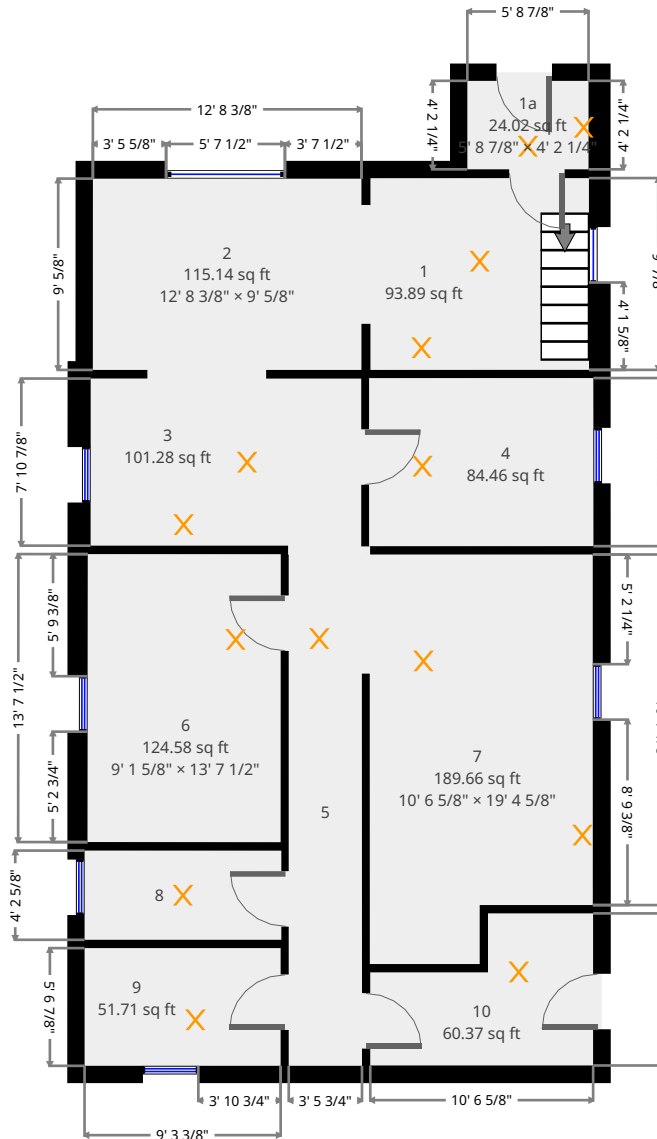 5' 8 7/8"
1a
24.02 sq ft
5' 8 7/8" × 4' 2 1/4"
4' 2 1/4"
4' 2 1/4"
12' 8 3/8"
3' 5 5/8"
5' 7 1/2"
3' 7 1/2"
9' 5/8"
2
115.14 sq ft
12' 8 3/8" × 9' 5/8"
1
93.89 sq ft
4' 1 5/8"
3
101.28 sq ft
7' 10 7/8"
4
84.46 sq ft
5' 9 3/8"
5' 2 1/4"
13' 7 1/2"
6
124.58 sq ft
9' 1 5/8" × 13' 7 1/2"
5' 2 3/4"
7
189.66 sq ft
10' 6 5/8" × 19' 4 5/8"
8' 9 3/8"
5
4' 2 5/8"
8
5' 6 7/8"
9
51.71 sq ft
10
60.37 sq ft
3' 10 3/4"
3' 5 3/4"
10' 6 5/8"
9' 3 3/8"